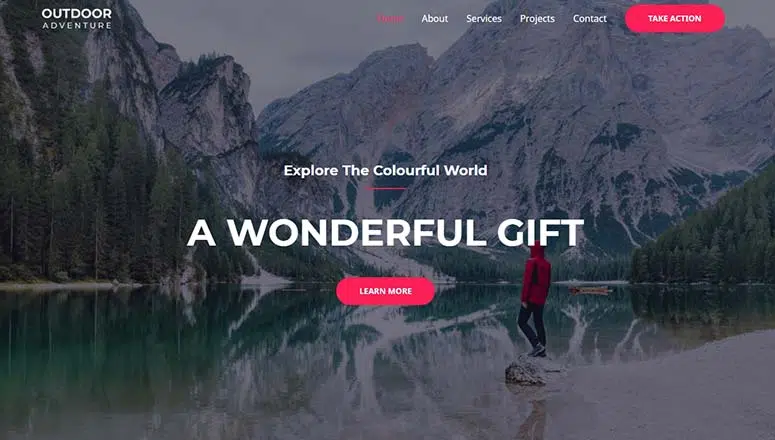 OUTDOOR
ADVENTURE
Home About Services Projects Contact TAKE ACTION
Explore The Colourful World
A WONDERFUL GIFT
LEARN MORE